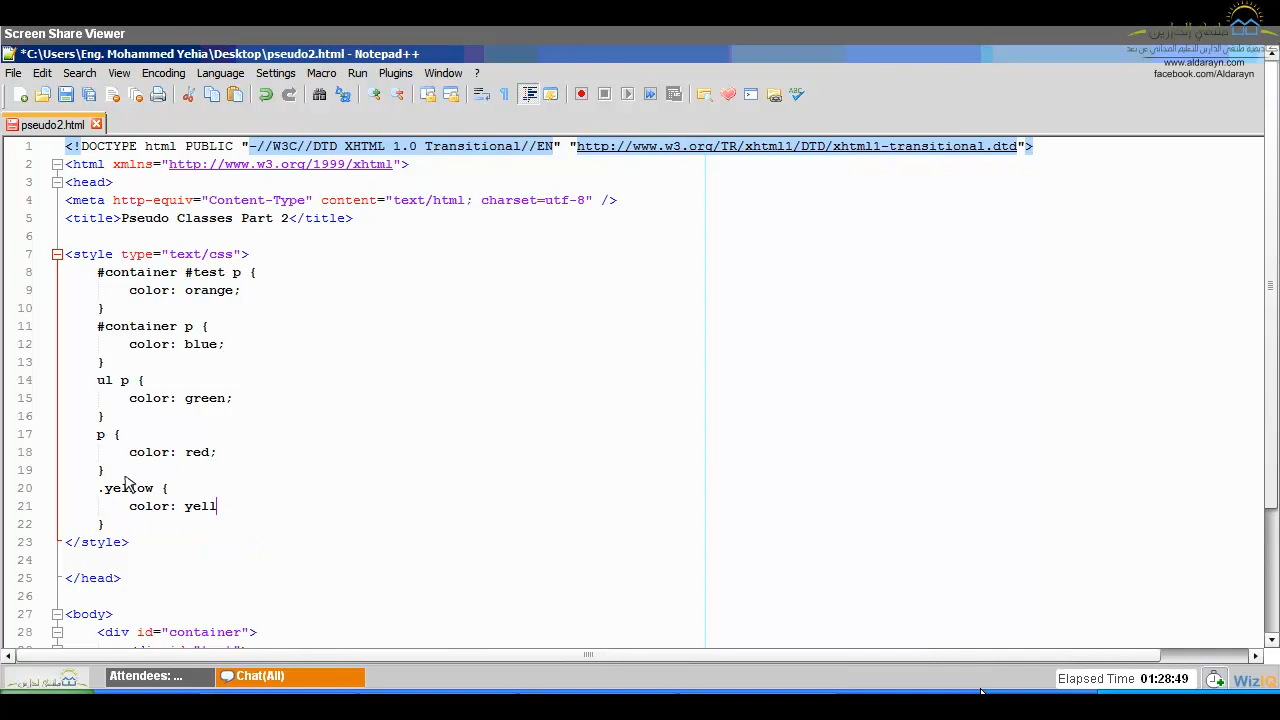 Screen Share Viewer
*C:\Users\Eng. Mohammed Yehia\Desktop\pseudo2.html - Notepad++
www.aldarayn.com
facebook.com/Aldarayn
File Edit Search View Encoding Language Settings Macro Run Plugins Window ?
pseudo2.html
1 <!DOCTYPE html PUBLIC "-//W3C//DTD XHTML 1.0 Transitional//EN" "http://www.w3.org/TR/xhtml1/DTD/xhtml1-transitional.dtd">
2 <html xmlns="http://www.w3.org/1999/xhtml">
3 <head>
4 <meta http-equiv="Content-Type" content="text/html; charset=utf-8" />
5 <title>Pseudo Classes Part 2</title>
6
7 <style type="text/css">
8 #container #test p {
9 color: orange;
10 }
11 #container p {
12 color: blue;
13 }
14 ul p {
15 color: green;
16 }
17 p {
18 color: red;
19 }
20 .yellow {
21 color: yell
22 }
23 </style>
24
25 </head>
26
27 <body>
28 <div id="container">
Attendees: ...
Chat(All)
Elapsed Time 01:28:49
WizIQ